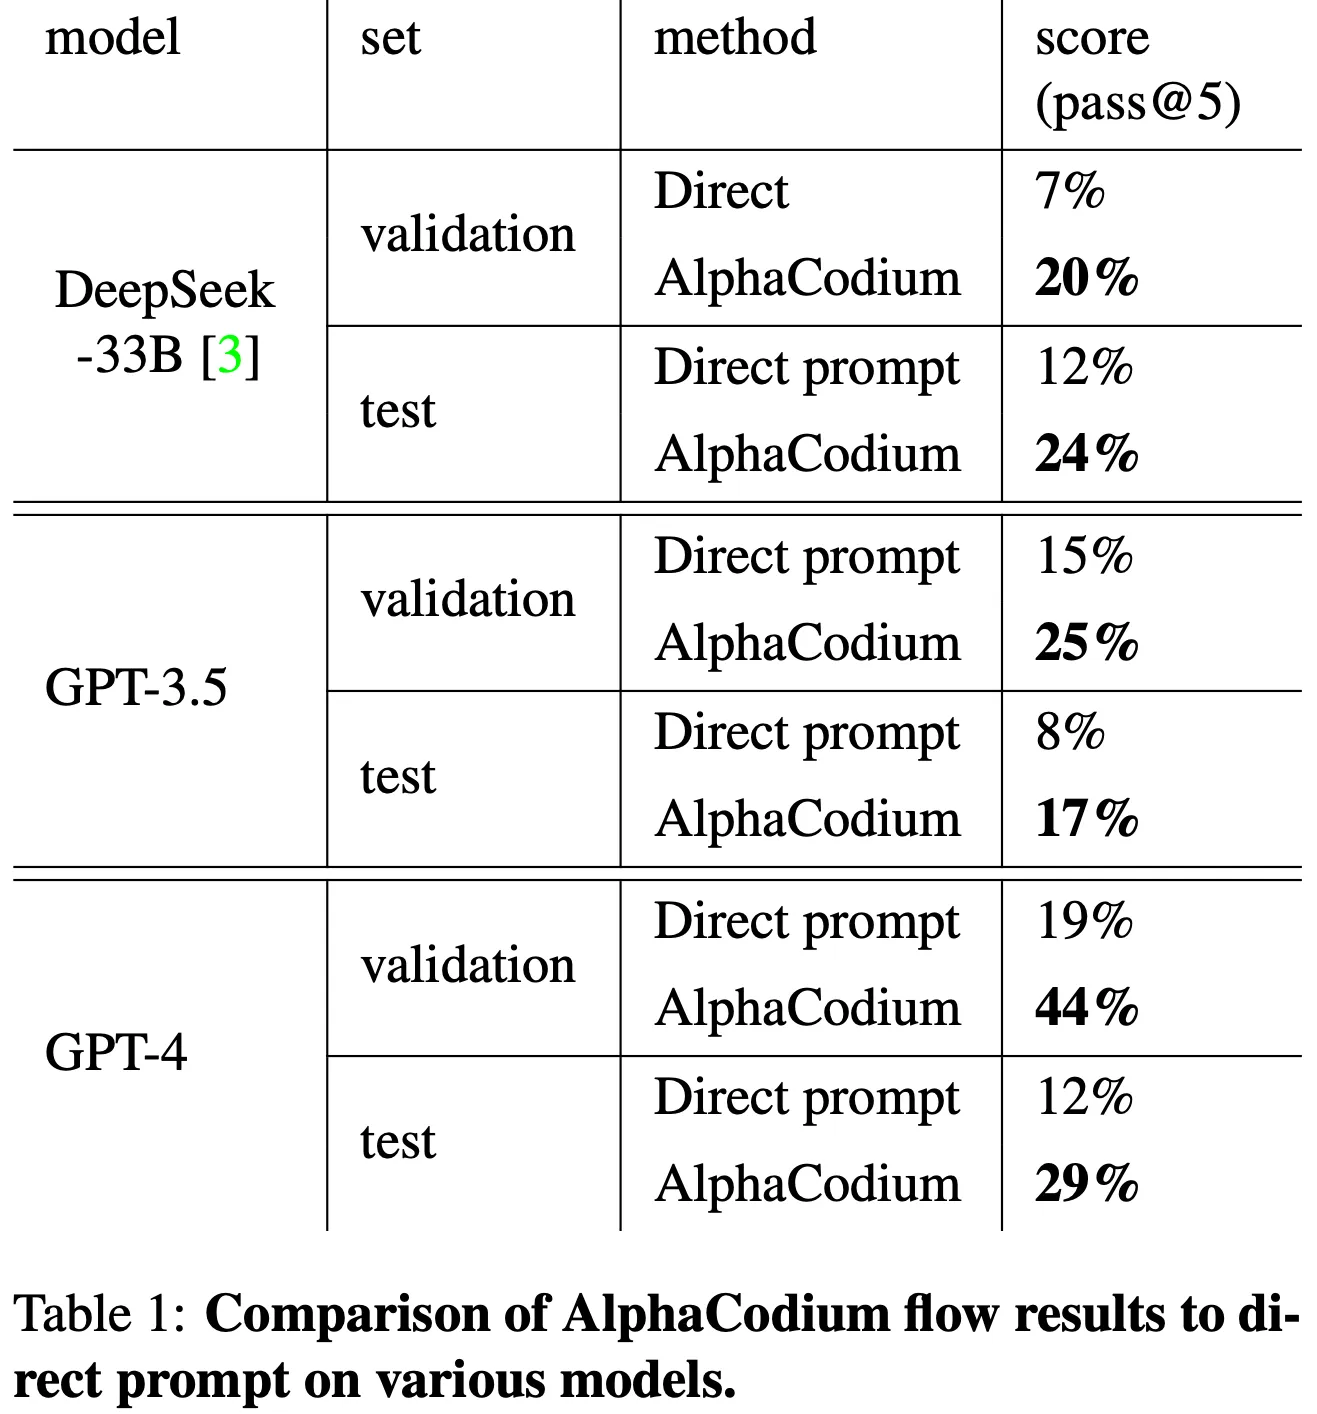 model set method score
(pass@5)
Direct 7%
validation
AlphaCodium 20%
DeepSeek
-33B [3]
Direct prompt 12%
test
AlphaCodium 24%
Direct prompt 15%
validation
AlphaCodium 25%
GPT-3.5
Direct prompt 8%
test
AlphaCodium 17%
Direct prompt 19%
validation
AlphaCodium 44%
GPT-4
Direct prompt 12%
test
AlphaCodium 29%
Table 1: Comparison of AlphaCodium flow results to di-
rect prompt on various models.